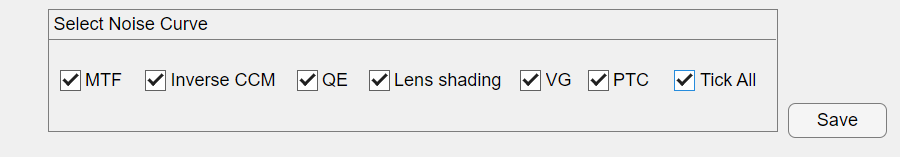 Select Noise Curve
MTF Inverse CCM QE Lens shading VG PTC Tick All
Save